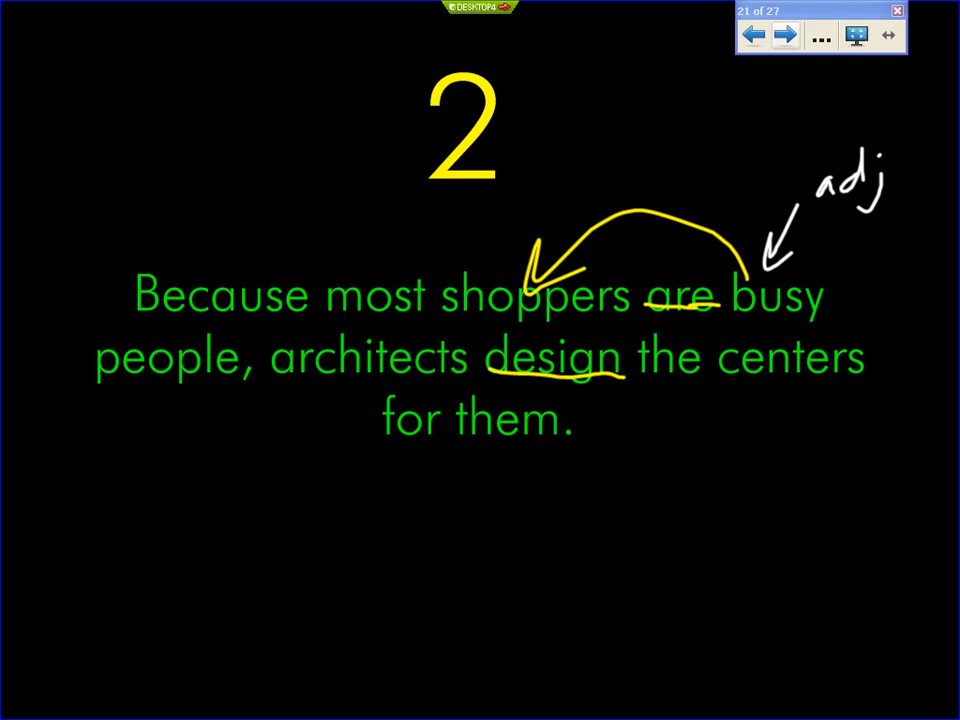 DESKTOP4
21 of 27
...
2
adj
Because most shoppers are busy
people, architects design the centers
for them.